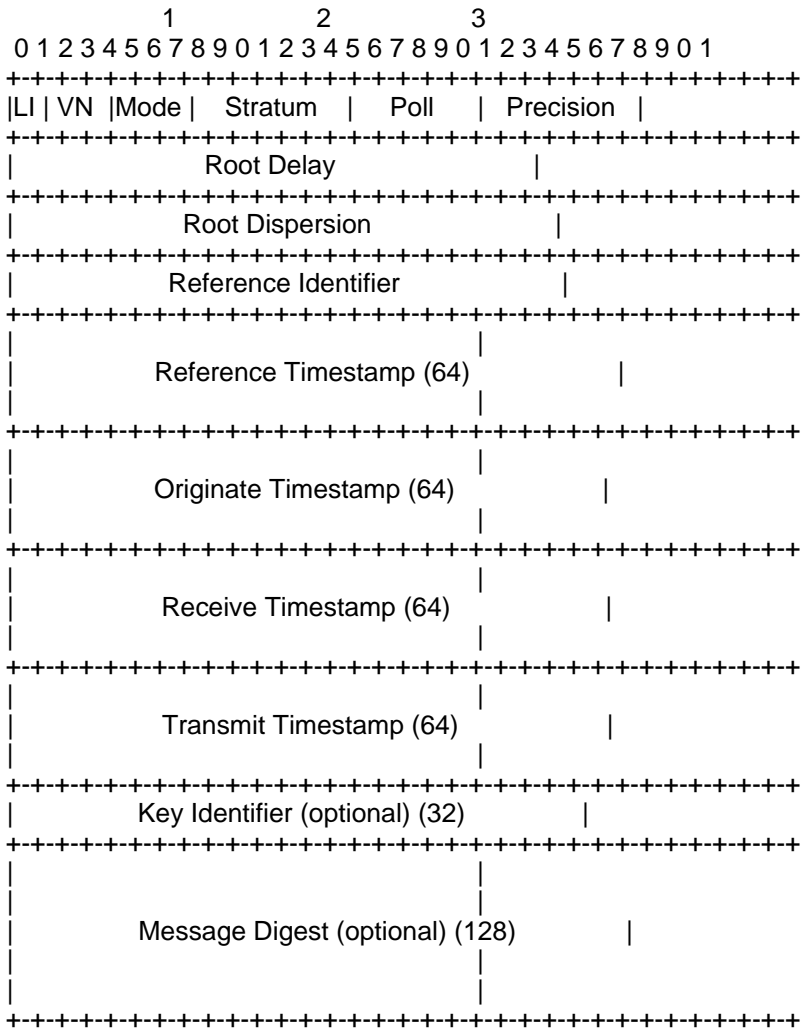 1 2 3
0 1 2 3 4 5 6 7 8 9 0 1 2 3 4 5 6 7 8 9 0 1 2 3 4 5 6 7 8 9 0 1
+-+-+-+-+-+-+-+-+-+-+-+-+-+-+-+-+-+-+-+-+-+-+-+-+-+-+-+-+-+-+-+-+
|LI | VN |Mode | Stratum | Poll | Precision |
+-+-+-+-+-+-+-+-+-+-+-+-+-+-+-+-+-+-+-+-+-+-+-+-+-+-+-+-+-+-+-+-+
| Root Delay |
+-+-+-+-+-+-+-+-+-+-+-+-+-+-+-+-+-+-+-+-+-+-+-+-+-+-+-+-+-+-+-+-+
| Root Dispersion |
+-+-+-+-+-+-+-+-+-+-+-+-+-+-+-+-+-+-+-+-+-+-+-+-+-+-+-+-+-+-+-+-+
| Reference Identifier |
+-+-+-+-+-+-+-+-+-+-+-+-+-+-+-+-+-+-+-+-+-+-+-+-+-+-+-+-+-+-+-+-+
| |
| Reference Timestamp (64) |
| |
+-+-+-+-+-+-+-+-+-+-+-+-+-+-+-+-+-+-+-+-+-+-+-+-+-+-+-+-+-+-+-+-+
| |
| Originate Timestamp (64) |
| |
+-+-+-+-+-+-+-+-+-+-+-+-+-+-+-+-+-+-+-+-+-+-+-+-+-+-+-+-+-+-+-+-+
| |
| Receive Timestamp (64) |
| |
+-+-+-+-+-+-+-+-+-+-+-+-+-+-+-+-+-+-+-+-+-+-+-+-+-+-+-+-+-+-+-+-+
| |
| Transmit Timestamp (64) |
| |
+-+-+-+-+-+-+-+-+-+-+-+-+-+-+-+-+-+-+-+-+-+-+-+-+-+-+-+-+-+-+-+-+
| Key Identifier (optional) (32) |
+-+-+-+-+-+-+-+-+-+-+-+-+-+-+-+-+-+-+-+-+-+-+-+-+-+-+-+-+-+-+-+-+
| |
| |
| Message Digest (optional) (128) |
| |
| |
+-+-+-+-+-+-+-+-+-+-+-+-+-+-+-+-+-+-+-+-+-+-+-+-+-+-+-+-+-+-+-+-+